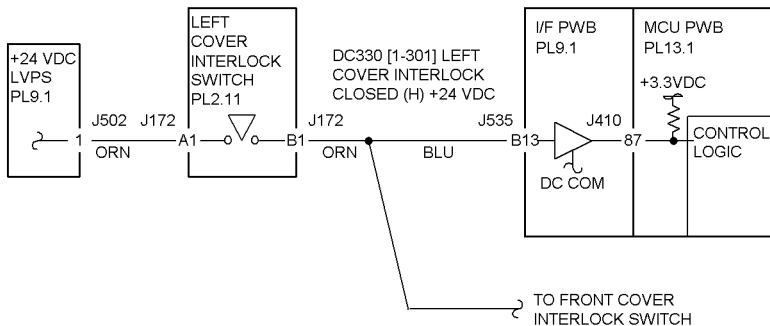 +24 VDC
LVPS
PL9.1
1
J502
J172
ORN
LEFT
COVER
INTERLOCK
SWITCH
PL2.11
A1
B1
J172
ORN
DC330 [1-301] LEFT
COVER INTERLOCK
CLOSED (H) +24 VDC
BLU
J535
I/F PWB
PL9.1
B13
DC COM
J410
MCU PWB
PL13.1
+3.3VDC
87
CONTROL
LOGIC
TO FRONT COVER
INTERLOCK SWITCH